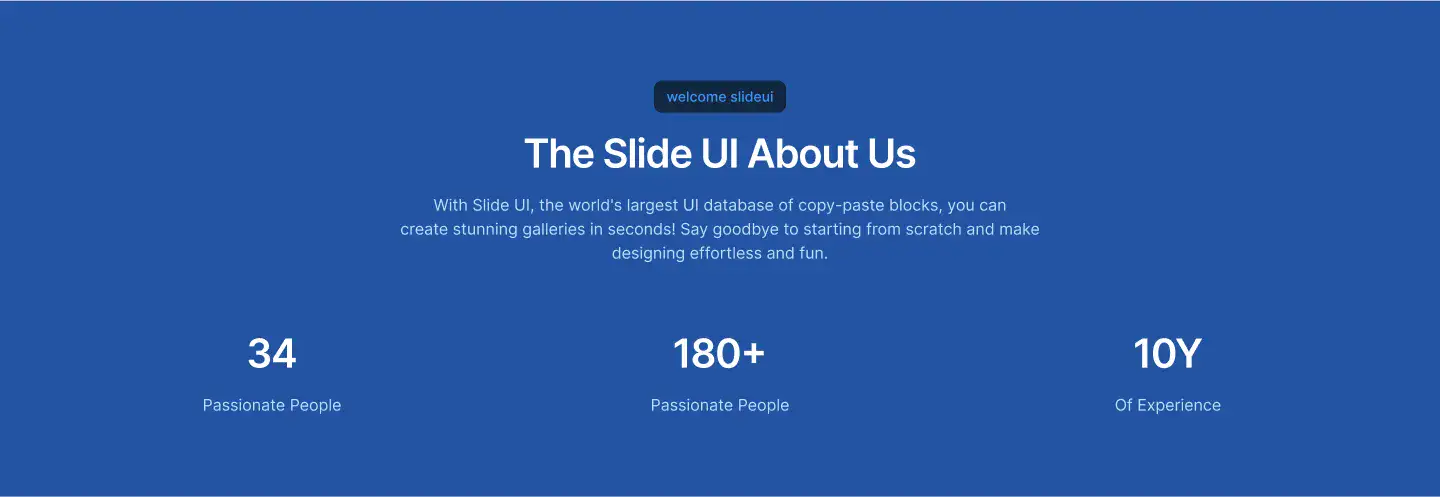 welcome slideui
The Slide UI About Us
With Slide UI, the world's largest UI database of copy-paste blocks, you can
create stunning galleries in seconds! Say goodbye to starting from scratch and make
designing effortless and fun.
34
Passionate People
180+
Passionate People
10Y
Of Experience